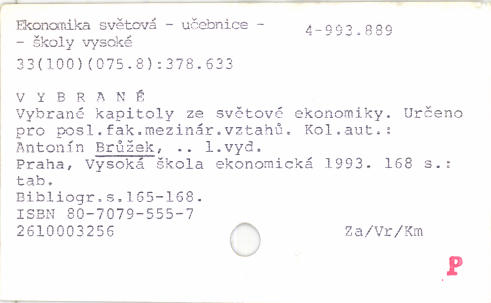 Ekonomika světová - učebnice -
- školy vysoké
4-993.889
33(100)(075.8):378.633
V Y B R A N É
Vybrané kapitoly ze světové ekonomiky. Určeno
pro posl.fak.mezinár.vztahů. Kol.aut.:
Antonín Brůžek, .. 1.vyd.
Praha, Vysoká škola ekonomická 1993. 168 s.:
tab.
Bibliogr.s.165-168.
ISBN 80-7079-555-7
2610003256 Za/Vr/Km
P